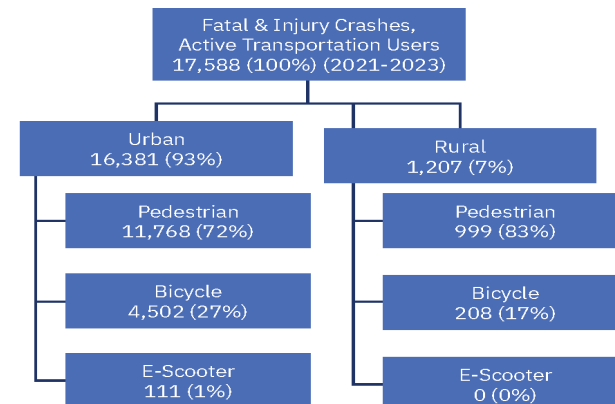 Fatal & Injury Crashes,
Active Transportation Users
17,588 (100%) (2021-2023)
Urban
16,381 (93%)
Pedestrian
11,768 (72%)
Bicycle
4,502 (27%)
E-Scooter
111 (1%)
Rural
1,207 (7%)
Pedestrian
999 (83%)
Bicycle
208 (17%)
E-Scooter
0 (0%)